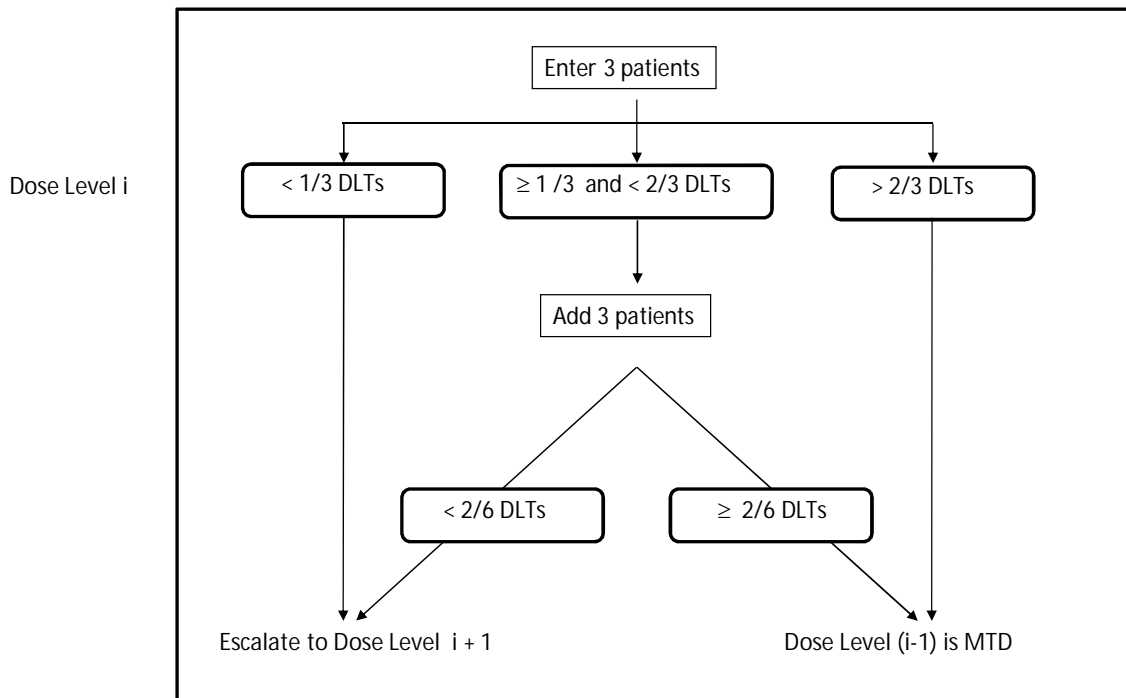 Enter 3 patients
Dose Level i
< 1/3 DLTs
≥ 1 /3 and < 2/3 DLTs
> 2/3 DLTs
Add 3 patients
< 2/6 DLTs
≥ 2/6 DLTs
Escalate to Dose Level i + 1
Dose Level (i-1) is MTD